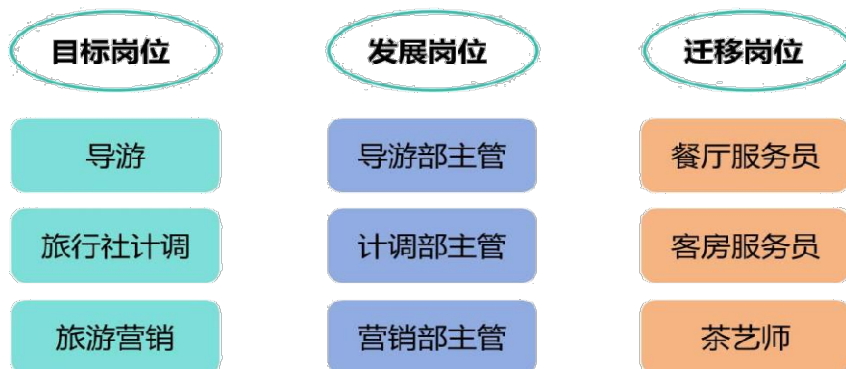 目标岗位
发展岗位
迁移岗位
导游
导游部主管
餐厅服务员
旅行社计调
计调部主管
客房服务员
旅游营销
营销部主管
茶艺师